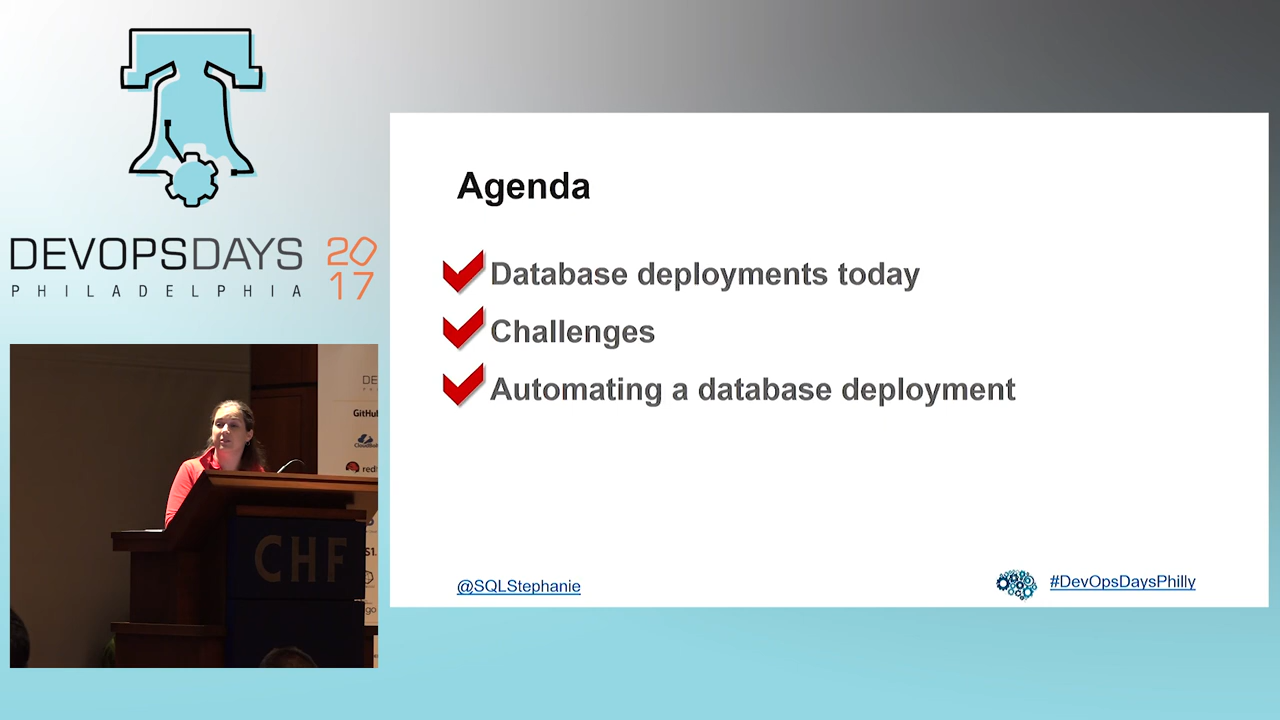 DEVOPSDAYS 2017
PHILADELPHIA
Agenda
Database deployments today
Challenges
Automating a database deployment
@SQLStephanie
#DevOpsDaysPhilly
GitHub
CHF